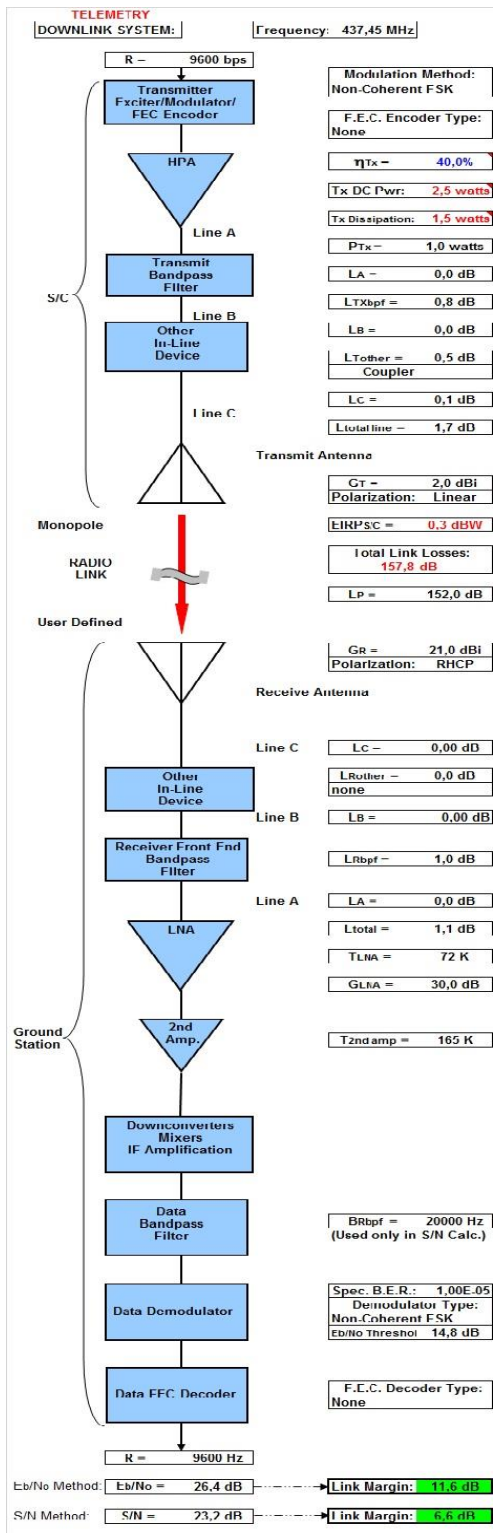 TELEMETRY
DOWNLINK SYSTEM:
Frequency: 437,45 MHz
R – 9600 bps
Transmitter
Exciter/Modulator/
FEC Encoder
Modulation Method:
Non-Coherent FSK
F.E.C. Encoder Type:
None
HPA
ηTx – 40,0%
Tx DC Pwr: 2,5 watts
Tx Dissipation: 1,5 watts
Line A
PTx – 1,0 watts
Transmit
Bandpass
Filter
LA – 0,0 dB
S/C
LTXbpf = 0,8 dB
Line B
LB = 0,0 dB
Other
In-Line
Device
LTother = 0,5 dB
Coupler
Line C
LC = 0,1 dB
Ltotal line – 1,7 dB
Transmit Antenna
GT – 2,0 dBi
Polarization: Linear
Monopole
EIRPS/C = 0,3 dBW
RADIO
LINK
Total Link Losses:
157,8 dB
LP = 152,0 dB
User Defined
GR = 21,0 dBi
Polarization: RHCP
Receive Antenna
Line C
LC – 0,00 dB
Other
In-Line
Device
LRother – 0,0 dB
none
Line B
LB = 0,00 dB
Receiver Front End
Bandpass
Filter
LRbpf – 1,0 dB
Line A
LA = 0,0 dB
LNA
Ltotal = 1,1 dB
TLNA = 72 K
GLNA = 30,0 dB
Ground
Station
2nd
Amp.
T2nd amp = 165 K
Downconverters
Mixers
IF Amplification
Data
Bandpass
Filter
BRbpf = 20000 Hz
(Used only in S/N Calc.)
Data Demodulator
Spec. B.E.R.: 1,00E-05
Demodulator Type:
Non-Coherent FSK
Eb/No Threshol 14,8 dB
Data FEC Decoder
F.E.C. Decoder Type:
None
R = 9600 Hz
Eb/No Method: Eb/No = 26,4 dB Link Margin: 11,6 dB
S/N Method: S/N = 23,2 dB Link Margin: 6,6 dB